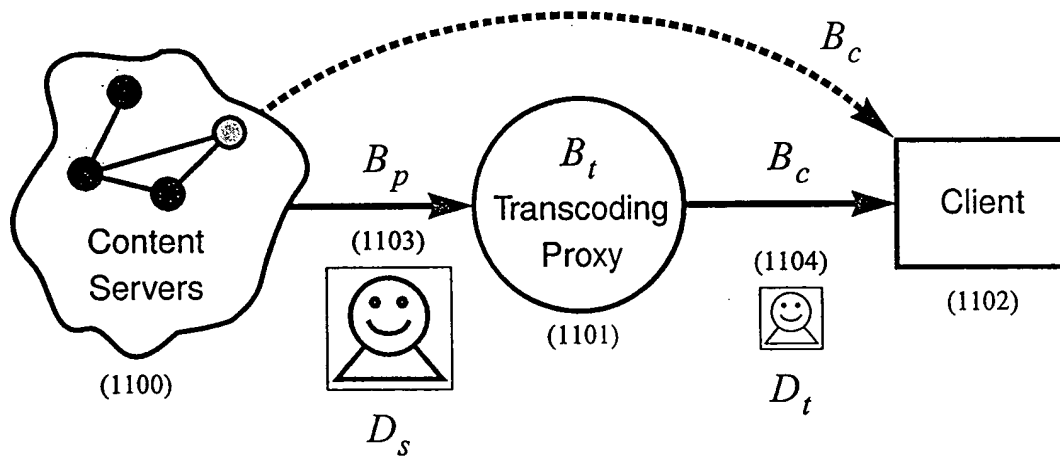 B_c
B_p
B_t
B_c
Content
Servers
(1103)
Transcoding
Proxy
(1104)
Client
(1100)
(1101)
(1102)
D_s
D_t